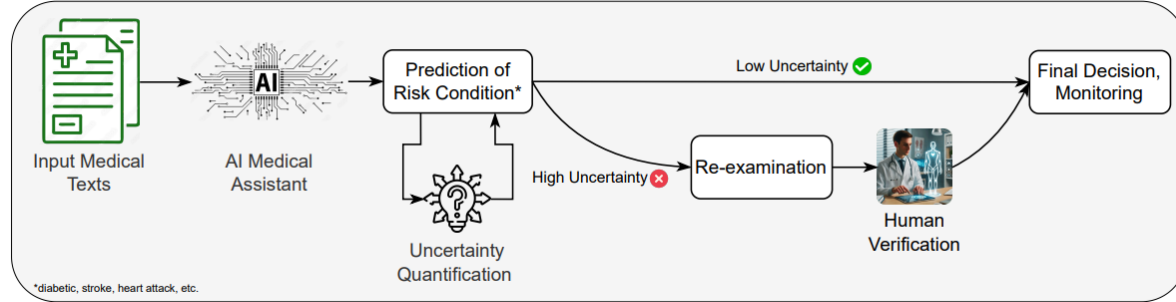 Input Medical
Texts
AI
AI Medical
Assistant
Prediction of
Risk Condition*
Uncertainty
Quantification
Low Uncertainty
High Uncertainty
Re-examination
Human
Verification
Final Decision,
Monitoring
*diabetic, stroke, heart attack, etc.